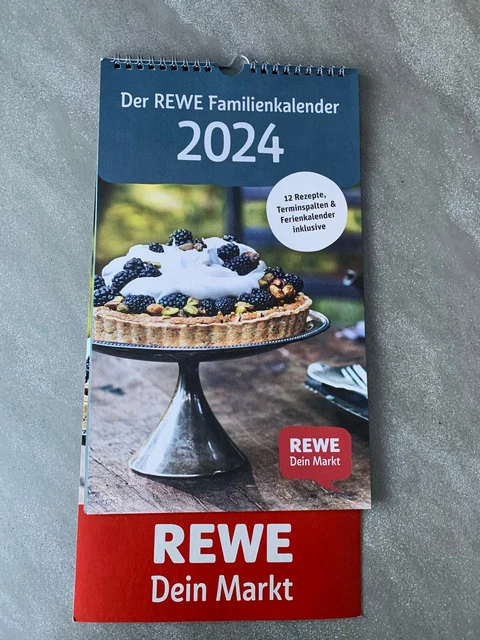 Der REWE Familienkalender
2024
12 Rezepte,
Terminspalten &
Ferienkalender
inklusive
REWE
Dein Markt
REWE
Dein Markt